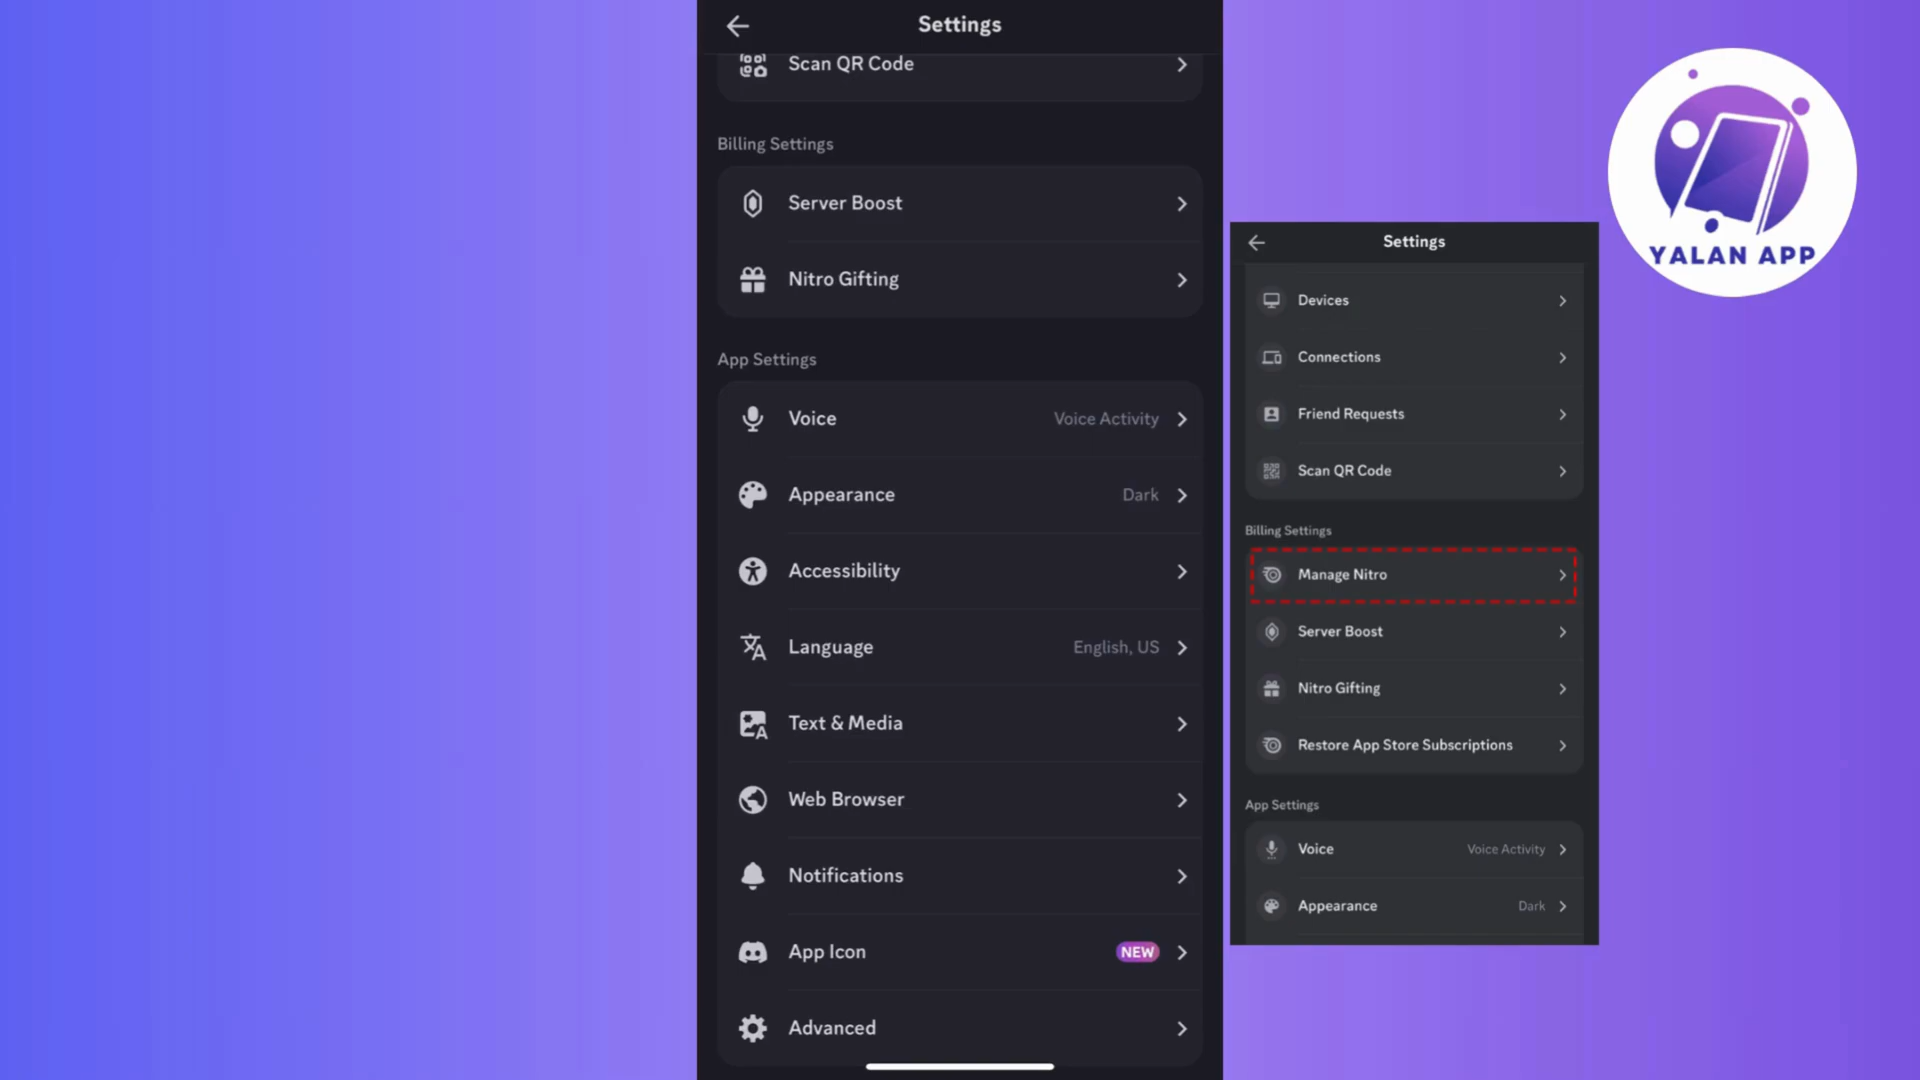 Settings
Scan QR Code
Billing Settings
Server Boost
Nitro Gifting
App Settings
Voice Voice Activity
Appearance Dark
Accessibility
Language English, US
Text & Media
Web Browser
Notifications
App Icon NEW
Advanced
Settings
Devices
Connections
Friend Requests
Scan QR Code
Billing Settings
Manage Nitro
Server Boost
Nitro Gifting
Restore App Store Subscriptions
App Settings
Voice Voice Activity
Appearance Dark
YALAN APP